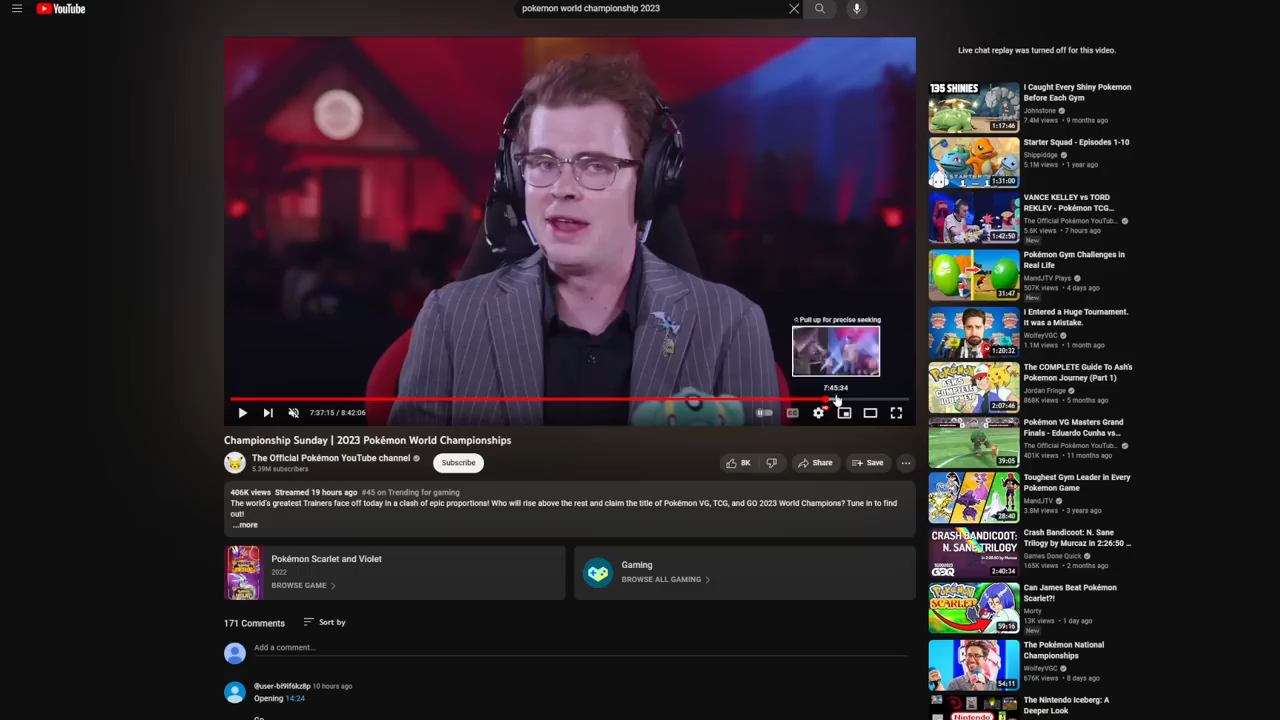 YouTube
pokemon world championship 2023
Pull up for precise seeking
7:45:34
7:37:15 / 8:42:06
Championship Sunday | 2023 Pokémon World Championships
The Official Pokémon YouTube channel
5.39M subscribers
Subscribe
8K
Share
Save
406K views Streamed 19 hours ago #45 on Trending for gaming
The world's greatest Trainers face off today in a clash of epic proportions! Who will rise above the rest and claim the title of Pokémon VG, TCG, and GO 2023 World Champions? Tune in to find
out!
...more
Pokémon Scarlet and Violet
2022
BROWSE GAME
Gaming
BROWSE ALL GAMING
171 Comments
Sort by
Add a comment...
10 hours ago
Opening 14:24
Live chat replay was turned off for this video.
135 SHINIES
1:17:46
I Caught Every Shiny Pokemon
Before Each Gym
Johnstone
7.4M views • 9 months ago
1:31:00
Starter Squad - Episodes 1-10
Shippiddge
5.1M views • 1 year ago
1:42:50
VANCE KELLEY vs TORD
REKLEV - Pokémon TCG...
The Official Pokémon YouTub...
5.6K views • 7 hours ago
New
31:47
Pokémon Gym Challenges in
Real Life
MandJTV Plays
507K views • 4 days ago
New
1:20:32
I Entered a Huge Tournament.
It was a Mistake.
WolfeyVGC
1.1M views • 1 month ago
POKÉMON
ASH'S
COMPLETE
JOURNEY
2:07:46
The COMPLETE Guide To Ash's
Pokemon Journey (Part 1)
Jordan Fringe
868K views • 5 months ago
39:05
Pokémon VG Masters Grand
Finals - Eduardo Cunha vs...
The Official Pokémon YouTub...
401K views • 11 months ago
28:40
Toughest Gym Leader in Every
Pokemon Game
MandJTV
3.8M views • 3 years ago
CRASH BANDICOOT:
N. SANE TRILOGY
2:40:34
Crash Bandicoot: N. Sane
Trilogy by Murcaz in 2:26:50 ...
Games Done Quick
165K views • 2 months ago
SCARLET
59:16
Can James Beat Pokémon
Scarlet?!
Morty
13K views • 1 day ago
New
54:11
The Pokémon National
Championships
WolfeyVGC
676K views • 8 days ago
Nintendo
The Nintendo Iceberg: A
Deeper Look